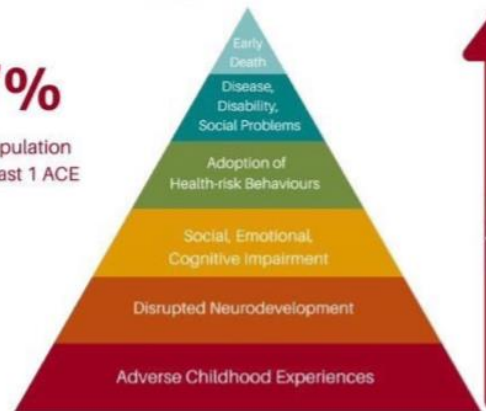 %
pulation
ast 1 ACE
Early
Death
Disease,
Disability,
Social Problems
Adoption of
Health-risk Behaviours
Social, Emotional,
Cognitive Impairment
Disrupted Neurodevelopment
Adverse Childhood Experiences